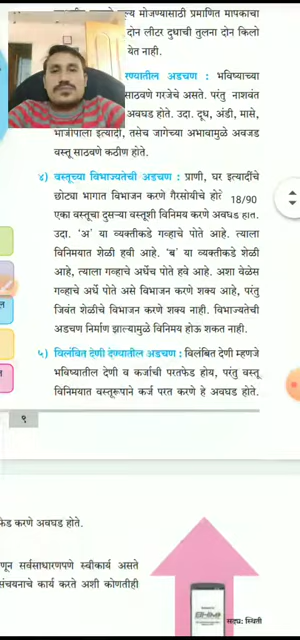 मूल्य मोजण्यासाठी प्रमाणित मापकाचा
दोन लीटर दुधाची तुलना दोन किलो
येत नाही.
अडचण : भविष्याच्या
साठवणे गरजेचे असते. परंतु नाशवंत
अवघड होते. उदा. दूध, अंडी, मासे,
भाजीपाला इत्यादी, तसेच जागेच्या अभावामुळे अवजड
वस्तू साठवणे कठीण होते.
४) वस्तूच्या विभाज्यतेची अडचण : प्राणी, घर इत्यादींचे
छोट्या भागात विभाजन करणे गैरसोयीचे
18/90
एका वस्तूचा दुसऱ्या वस्तूशी विनिमय करणे अवघड होते.
उदा. ‘अ’ या व्यक्तीकडे गव्हाचे पोते आहे. त्याला
विनिमयात शेळी हवी आहे. ‘ब’ या व्यक्तीकडे शेळी
आहे, त्याला गव्हाचे अर्धेच पोते हवे आहे. अशा वेळेस
गव्हाचे अर्धे पोते असे विभाजन करणे शक्य आहे, परंतु
जिवंत शेळीचे विभाजन करणे शक्य नाही. विभाज्यतेची
अडचण निर्माण झाल्यामुळे विनिमय होऊ शकत नाही.
५) विलंबित देणी देण्यातील अडचण : विलंबित देणी म्हणजे
भविष्यातील देणी व कर्जाची परतफेड होय, परंतु वस्तू
विनिमयात वस्तूरूपाने कर्ज परत करणे हे अवघड होते.
९
करणे अवघड होते.
सर्वसाधारणपणे स्वीकार्य असते
कार्य करते अशी कोणतीही
सद्य: स्थिती